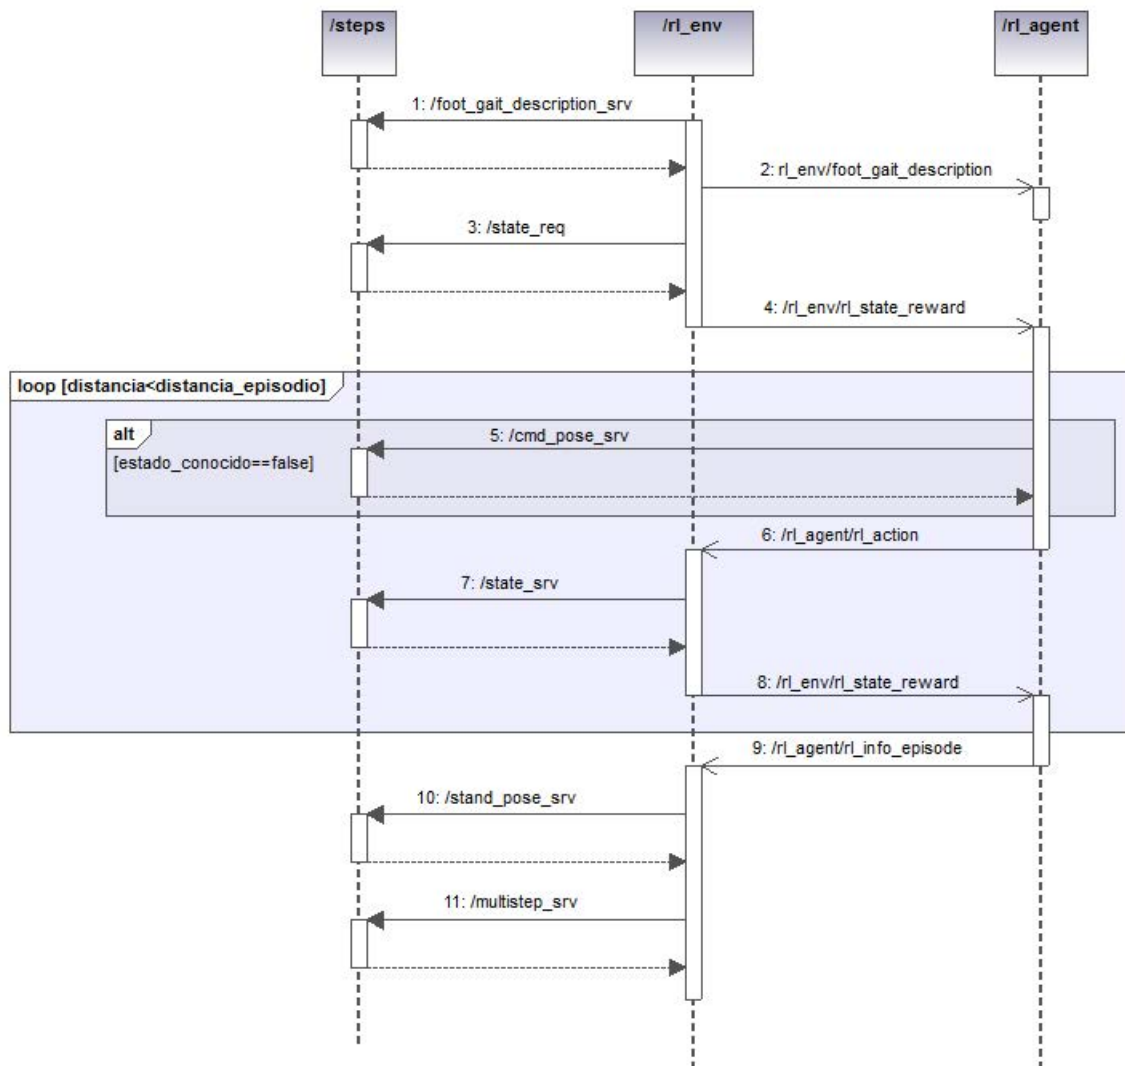 /steps
/rl_env
/rl_agent
1: /foot_gait_description_srv
2: rl_env/foot_gait_description
3: /state_req
4: /rl_env/rl_state_reward
loop [distancia<distancia_episodio]
alt
5: /cmd_pose_srv
[estado_conocido==false]
6: /rl_agent/rl_action
7: /state_srv
8: /rl_env/rl_state_reward
9: /rl_agent/rl_info_episode
10: /stand_pose_srv
11: /multistep_srv